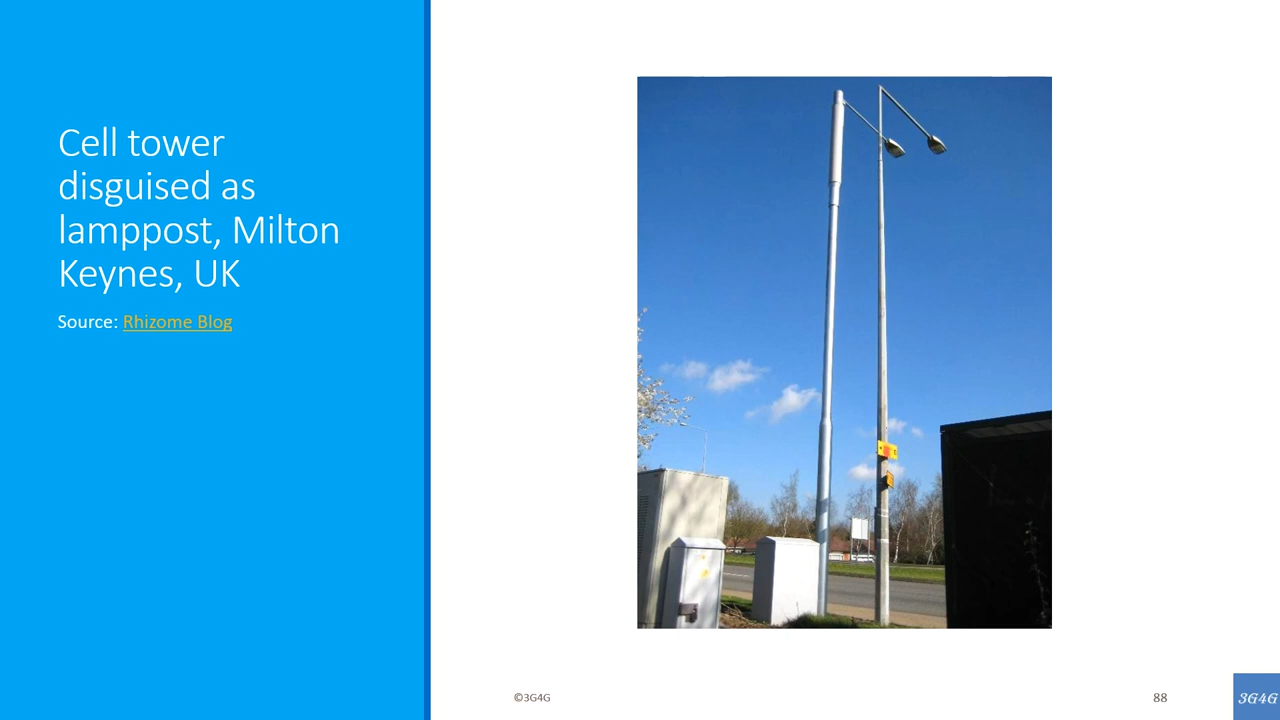 Cell tower
disguised as
lamppost, Milton
Keynes, UK
Source: Rhizome Blog
©3G4G
88
3G4G